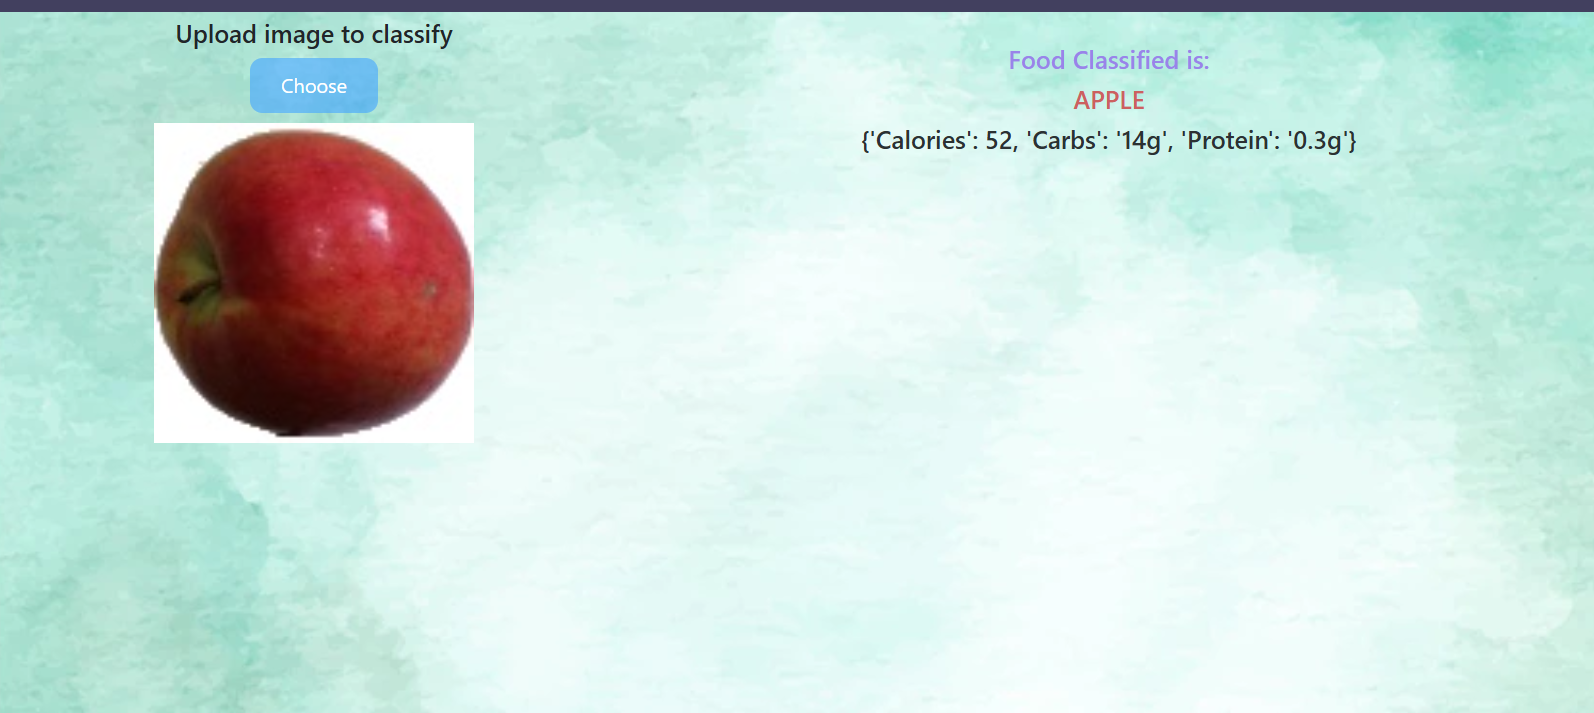 Upload image to classify
Choose
Food Classified is:
APPLE
{'Calories': 52, 'Carbs': '14g', 'Protein': '0.3g'}